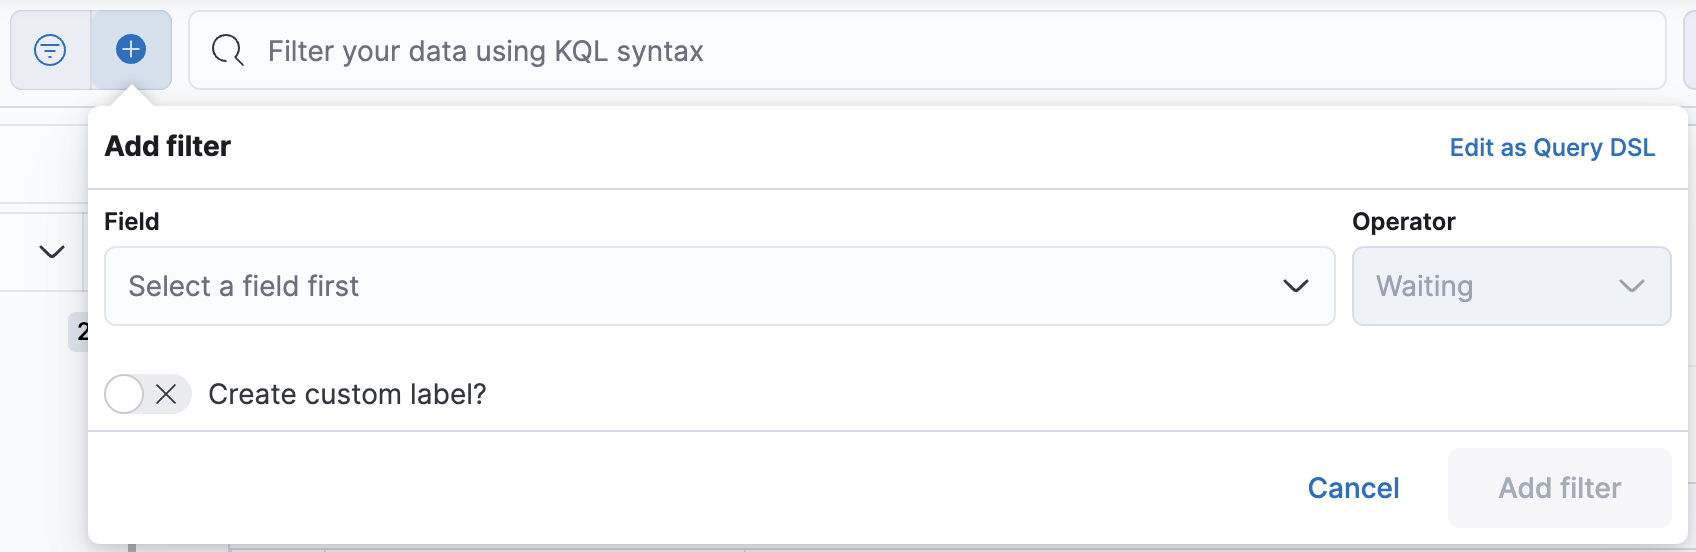 Filter your data using KQL syntax
Add filter
Edit as Query DSL
Field
Operator
Select a field first
Waiting
2
Create custom label?
Cancel
Add filter